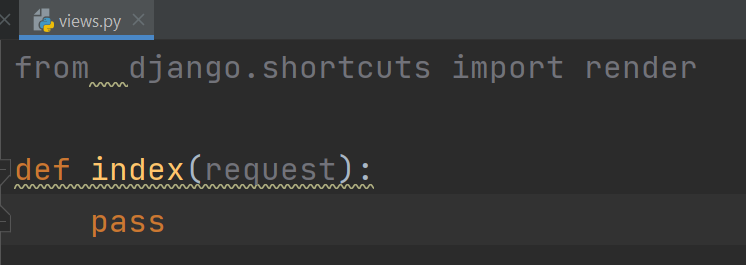 views.py
from  django.shortcuts import render
def index(request):
    pass